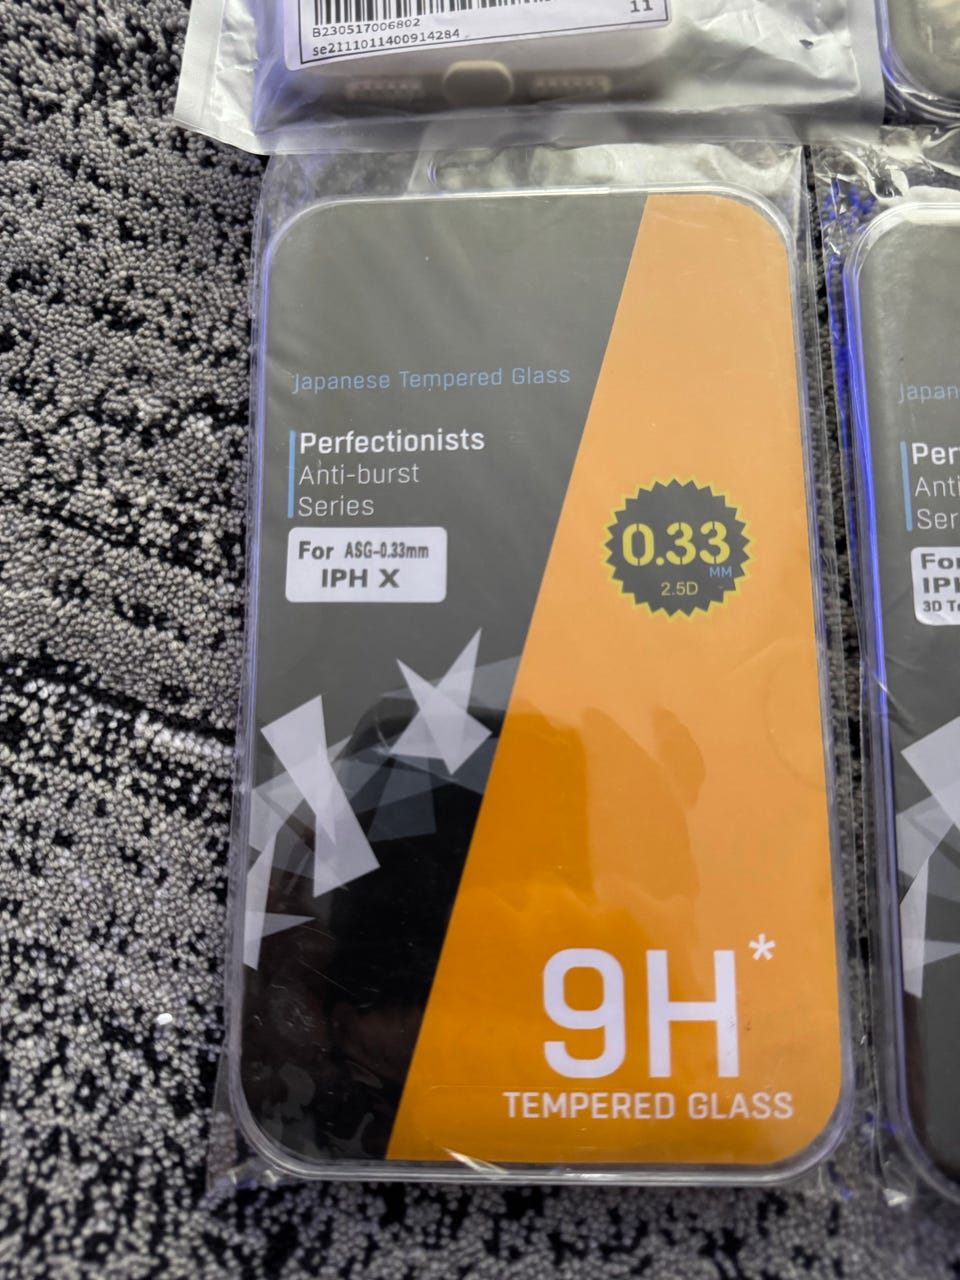 B230517006802
se2111011400914284
11
Japanese Tempered Glass
Perfectionists
Anti-burst
Series
For ASG-0.33mm
IPH X
0.33
MM
2.5D
9H*
TEMPERED GLASS
Japan
Per
Anti
Ser
For
IPH
3D Te